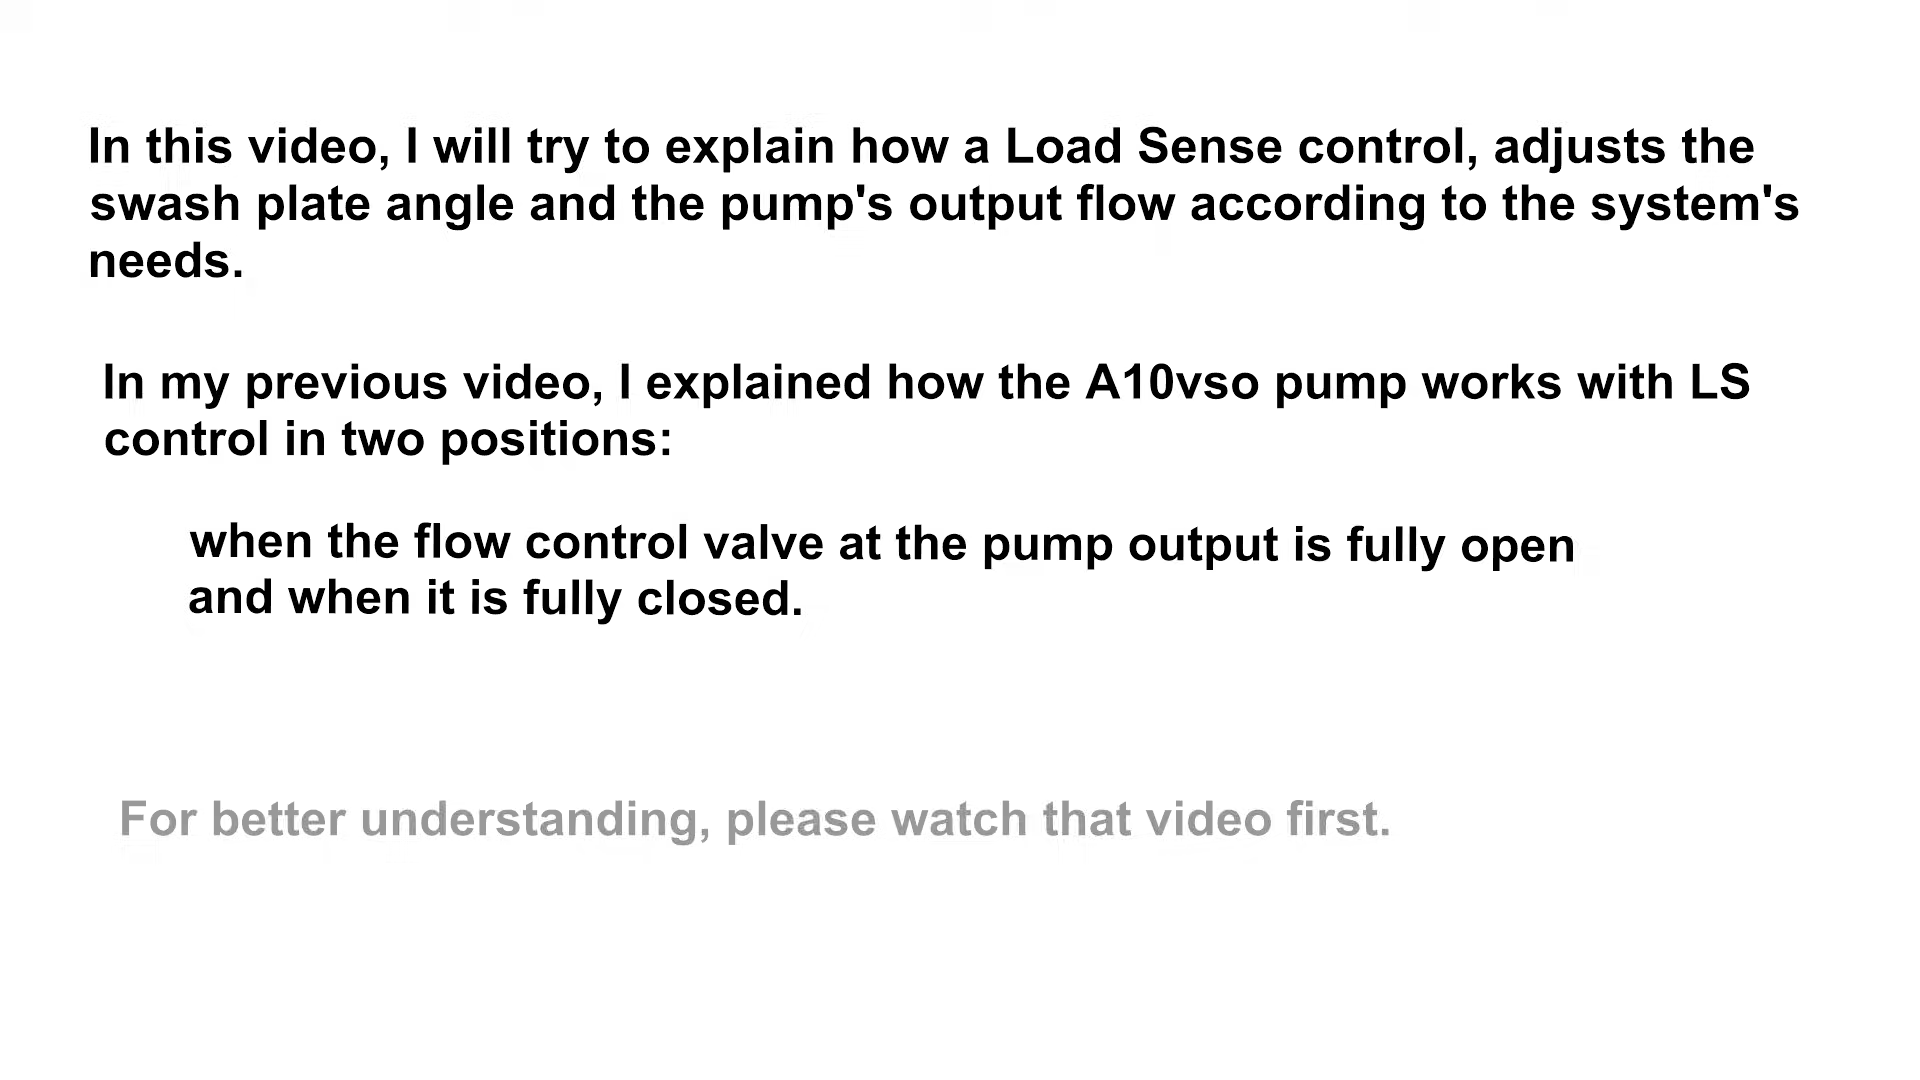 In this video, I will try to explain how a Load Sense control, adjusts the
swash plate angle and the pump's output flow according to the system's
needs.
In my previous video, I explained how the A10vso pump works with LS
control in two positions:
when the flow control valve at the pump output is fully open
and when it is fully closed.
For better understanding, please watch that video first.